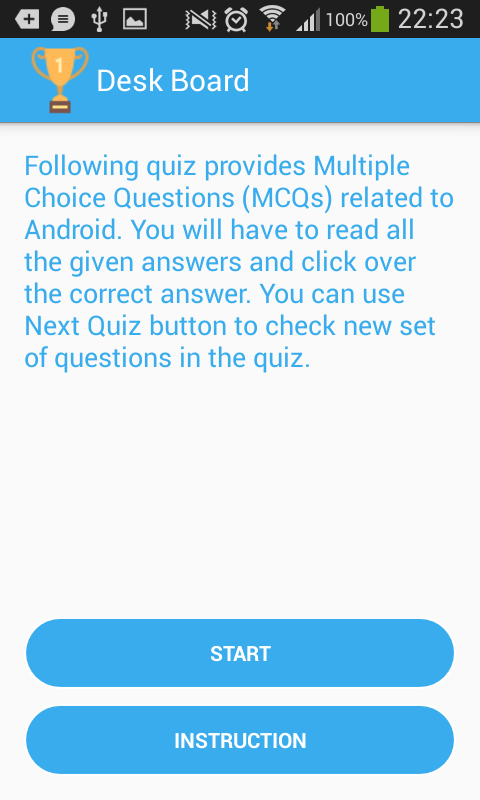 100% 22:23
1 Desk Board
Following quiz provides Multiple
Choice Questions (MCQs) related to
Android. You will have to read all
the given answers and click over
the correct answer. You can use
Next Quiz button to check new set
of questions in the quiz.
START
INSTRUCTION